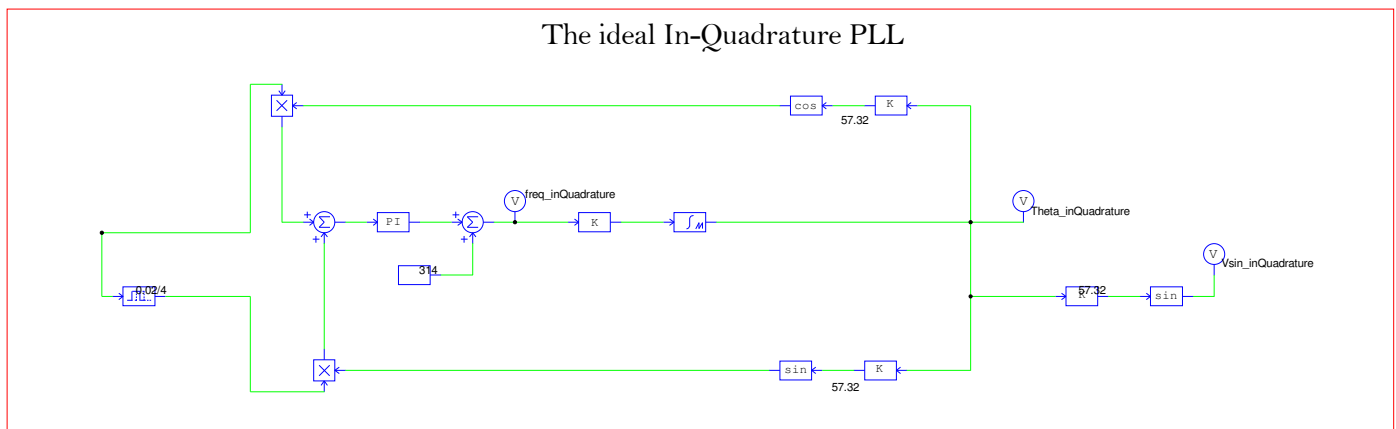 The ideal In-Quadrature PLL
cos
K
57.32
freq_inQuadrature
V
V
Theta_inQuadrature
+
Σ
+
PI
+
Σ
+
K
∫
314
V
Vsin_inQuadrature
0.02/4
K
57.32
sin
sin
K
57.32